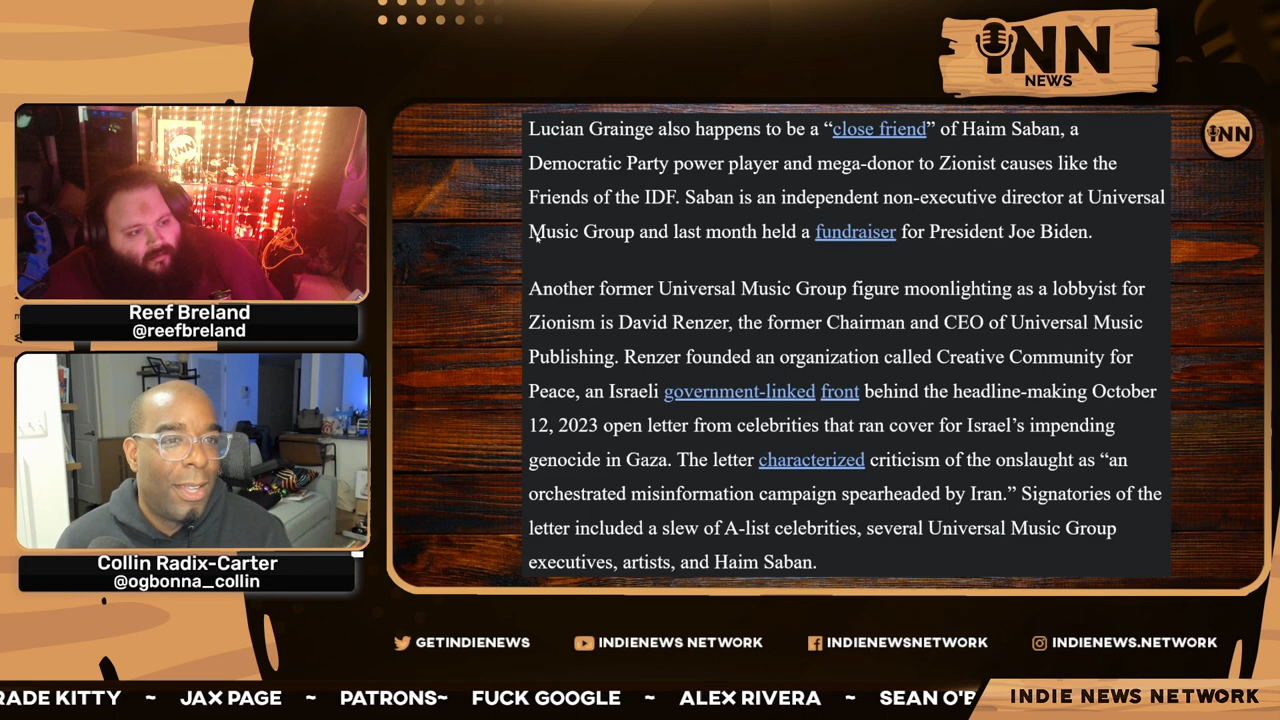 iNN
NEWS
iNN
Lucian Grainge also happens to be a “close friend” of Haim Saban, a
Democratic Party power player and mega-donor to Zionist causes like the
Friends of the IDF. Saban is an independent non-executive director at Universal
Music Group and last month held a fundraiser for President Joe Biden.
Another former Universal Music Group figure moonlighting as a lobbyist for
Zionism is David Renzer, the former Chairman and CEO of Universal Music
Publishing. Renzer founded an organization called Creative Community for
Peace, an Israeli government-linked front behind the headline-making October
12, 2023 open letter from celebrities that ran cover for Israel’s impending
genocide in Gaza. The letter characterized criticism of the onslaught as “an
orchestrated misinformation campaign spearheaded by Iran.” Signatories of the
letter included a slew of A-list celebrities, several Universal Music Group
executives, artists, and Haim Saban.
Reef Breland
@reefbreland
Collin Radix-Carter
@ogbonna_collin
GETINDIENEWS INDIENEWS NETWORK INDIENEWSNETWORK INDIENEWS.NETWORK
RADE KITTY ~ JAX PAGE ~ PATRONS~ FUCK GOOGLE ~ ALEX RIVERA ~ SEAN O'B
INDIE NEWS NETWORK